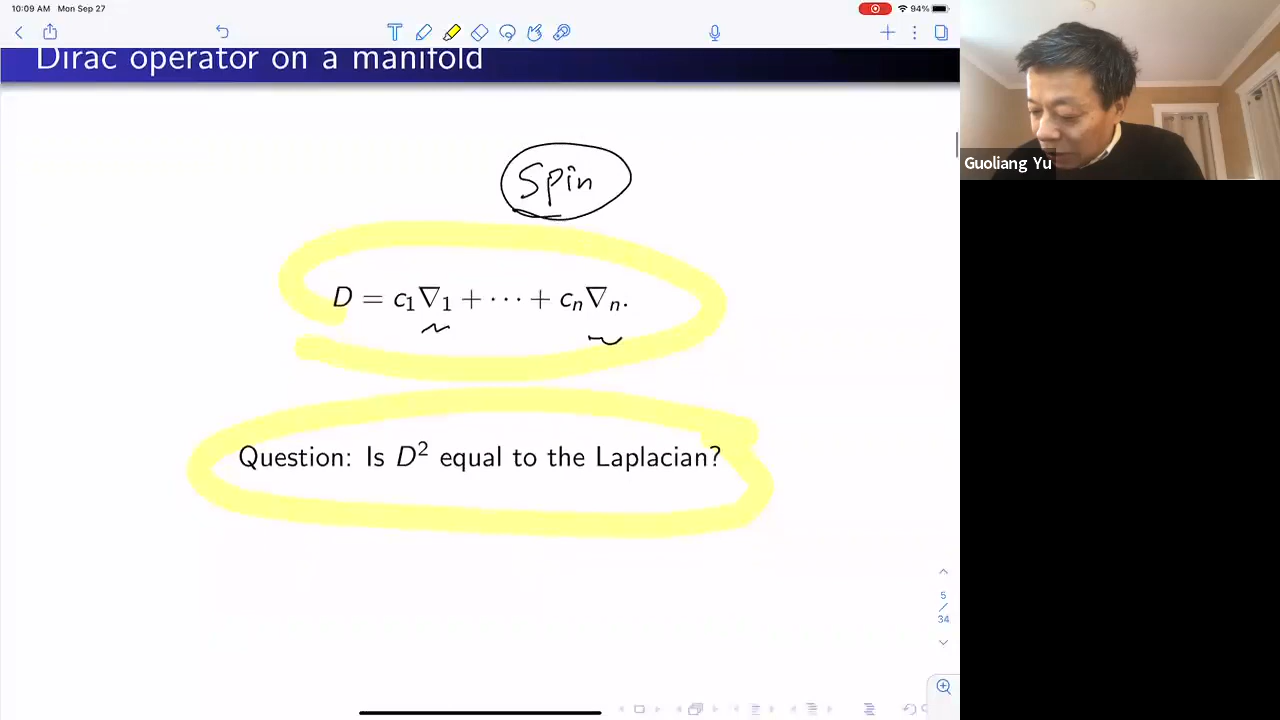 10:09 AM Mon Sep 27
94%
Dirac operator on a manifold
Spin
D = c₁∇₁ + · · · + cₙ∇ₙ.
Question: Is D² equal to the Laplacian?
5
/
34
Guoliang Yu